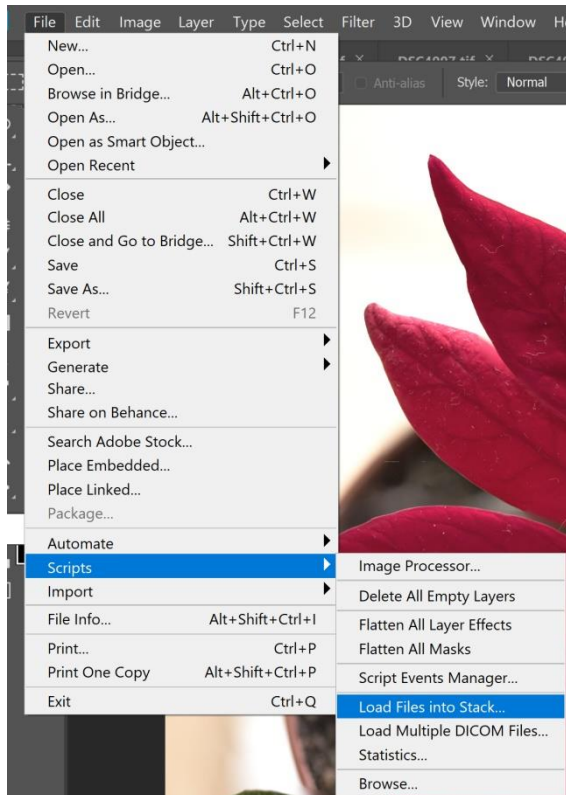 File Edit Image Layer Type Select Filter 3D View Window
New... Ctrl+N
Open... Ctrl+O
Browse in Bridge... Alt+Ctrl+O
Anti-alias Style: Normal
Open As... Alt+Shift+Ctrl+O
Open as Smart Object...
Open Recent
Close Ctrl+W
Close All Alt+Ctrl+W
Close and Go to Bridge... Shift+Ctrl+W
Save Ctrl+S
Save As... Shift+Ctrl+S
Revert F12
Export
Generate
Share...
Share on Behance...
Search Adobe Stock...
Place Embedded...
Place Linked...
Package...
Automate
Scripts
Import
File Info... Alt+Shift+Ctrl+I
Print... Ctrl+P
Print One Copy Alt+Shift+Ctrl+P
Exit Ctrl+Q
Image Processor...
Delete All Empty Layers
Flatten All Layer Effects
Flatten All Masks
Script Events Manager...
Load Files into Stack...
Load Multiple DICOM Files...
Statistics...
Browse...